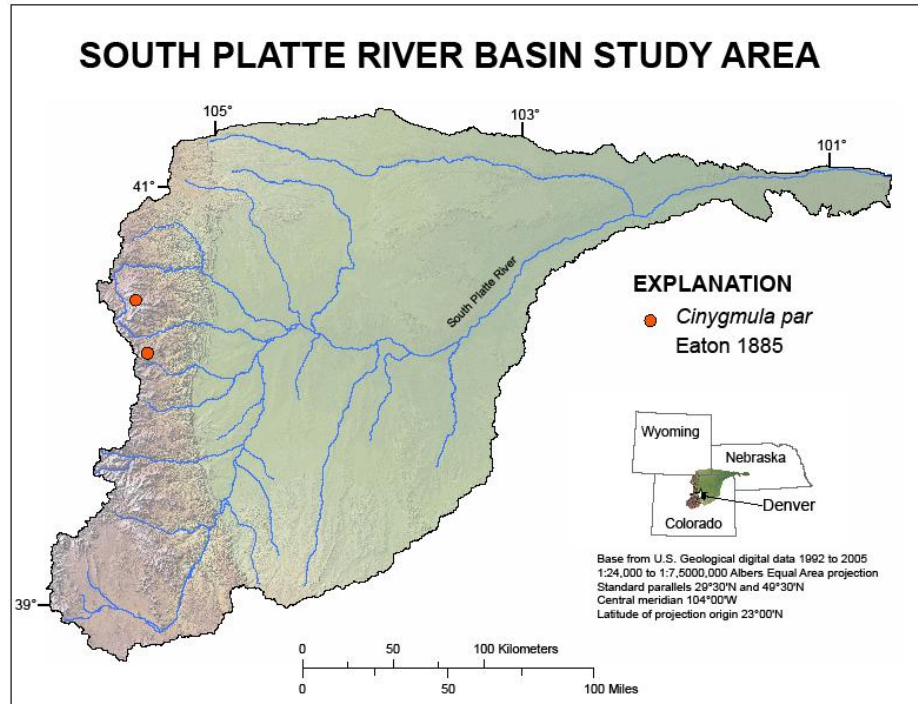 SOUTH PLATTE RIVER BASIN STUDY AREA
105°
103°
101°
41°
South Platte River
EXPLANATION
Cinygmula par
Eaton 1885
Wyoming
Nebraska
Denver
Colorado
Base from U.S. Geological digital data 1992 to 2005
1:24,000 to 1:7,5000,000 Albers Equal Area projection
Standard parallels 29°30'N and 49°30'N
Central meridian 104°00'W
Latitude of projection origin 23°00'N
39°
0 50 100 Kilometers
0 50 100 Miles